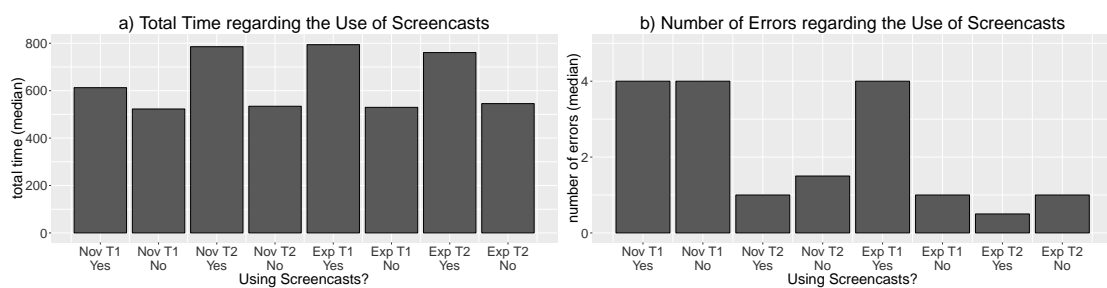 a) Total Time regarding the Use of Screencasts
total time (median)
800
600
400
200
0
Nov T1 Nov T1 Nov T2 Nov T2 Exp T1 Exp T1 Exp T2 Exp T2
Yes No Yes No Yes No Yes No
Using Screencasts?
b) Number of Errors regarding the Use of Screencasts
number of errors (median)
4
2
0
Nov T1 Nov T1 Nov T2 Nov T2 Exp T1 Exp T1 Exp T2 Exp T2
Yes No Yes No Yes No Yes No
Using Screencasts?